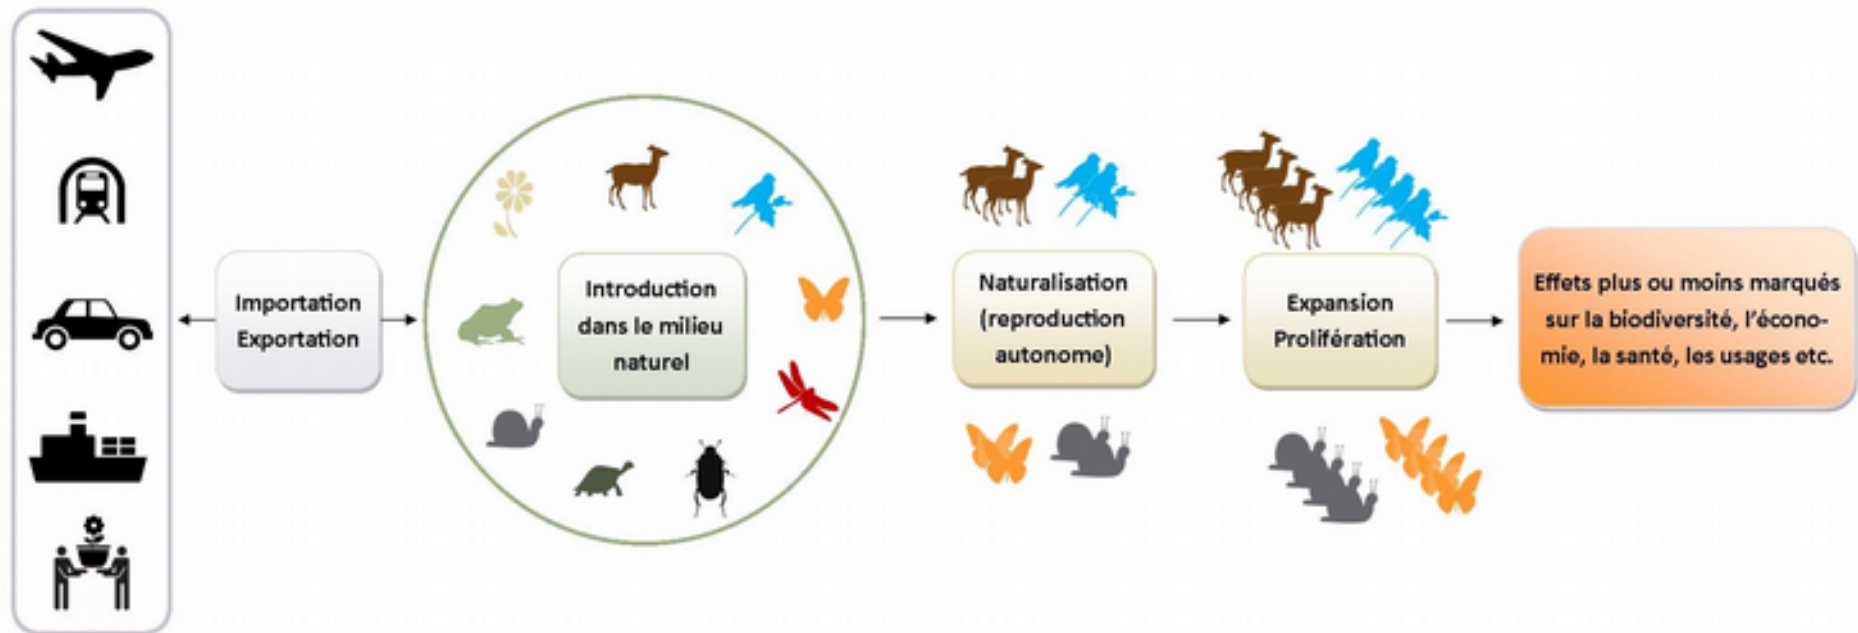 Importation
Exportation
Introduction
dans le milieu
naturel
Naturalisation
(reproduction
autonome)
Expansion
Prolifération
Effets plus ou moins marqués
sur la biodiversité, l'écono-
mie, la santé, les usages etc.